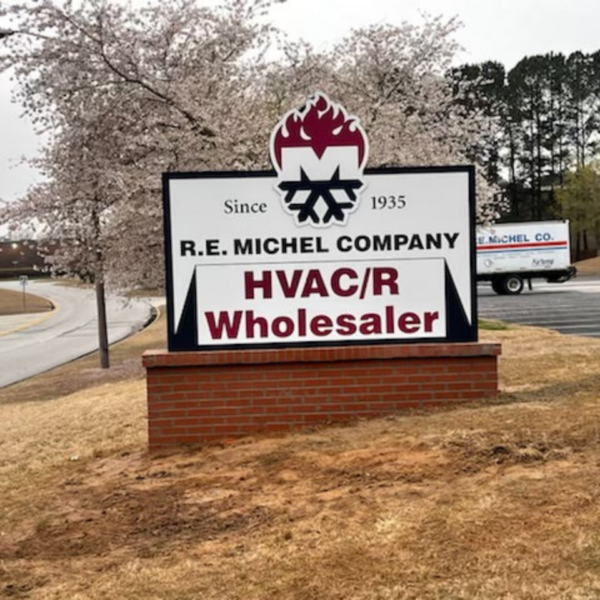 Since 1935
R.E. MICHEL COMPANY
HVAC/R
Wholesaler
R.E.MICHEL CO.